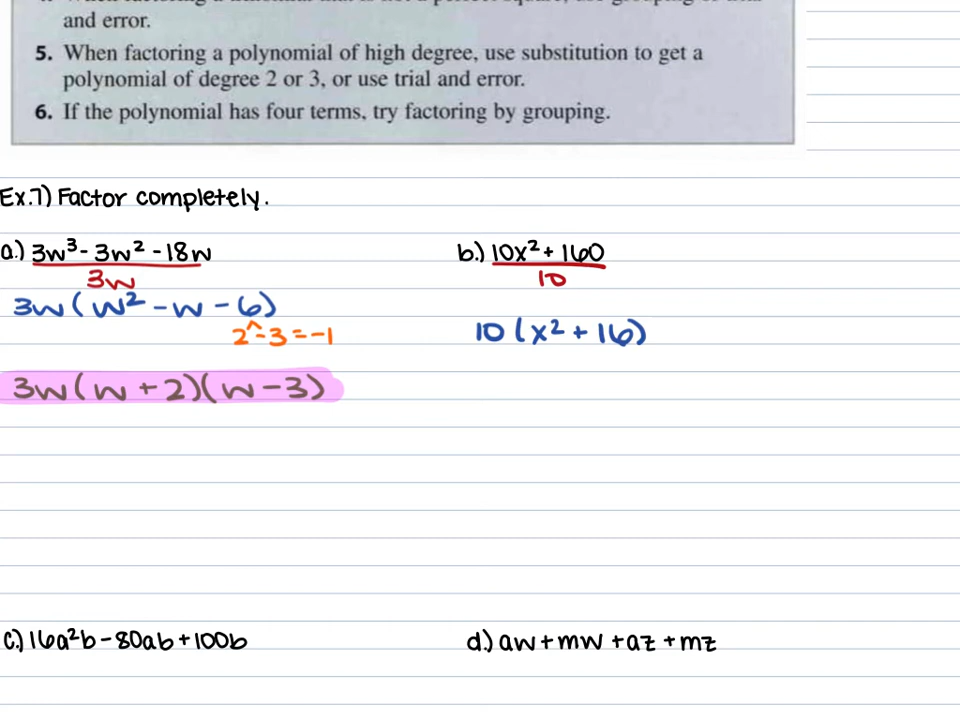 and error.
5. When factoring a polynomial of high degree, use substitution to get a
polynomial of degree 2 or 3, or use trial and error.
6. If the polynomial has four terms, try factoring by grouping.
Ex.7) Factor completely.
a.) 3w³ - 3w² - 18w
3w
3w(w² - w - 6)
2 -3 = -1
3w(w + 2)(w - 3)
b.) 10x² + 160
10
10(x² + 16)
c.) 16a²b - 80ab + 100b
d.) aw + mw + az + mz